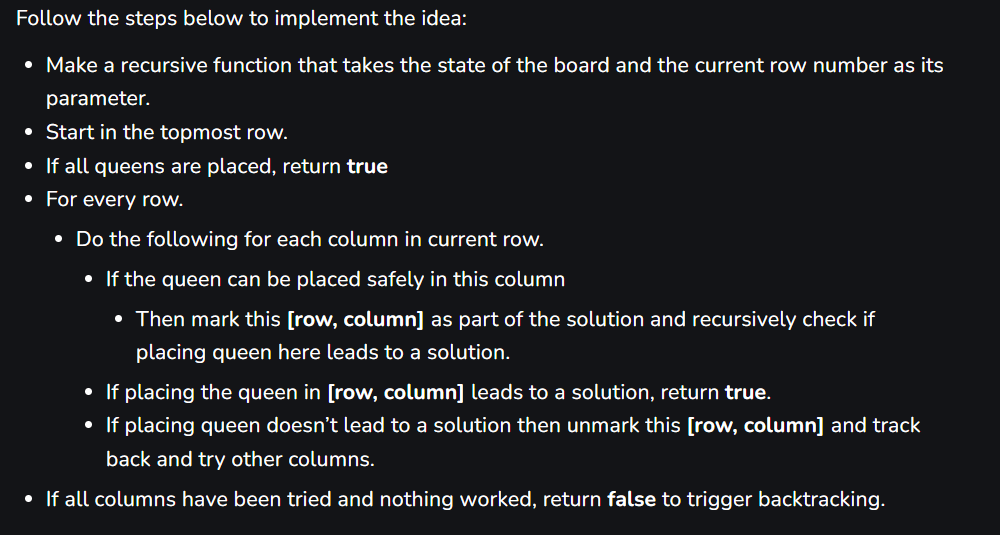 Follow the steps below to implement the idea:
Make a recursive function that takes the state of the board and the current row number as its
parameter.
Start in the topmost row.
If all queens are placed, return true
For every row.
Do the following for each column in current row.
If the queen can be placed safely in this column
Then mark this [row, column] as part of the solution and recursively check if
placing queen here leads to a solution.
If placing the queen in [row, column] leads to a solution, return true.
If placing queen doesn’t lead to a solution then unmark this [row, column] and track
back and try other columns.
If all columns have been tried and nothing worked, return false to trigger backtracking.